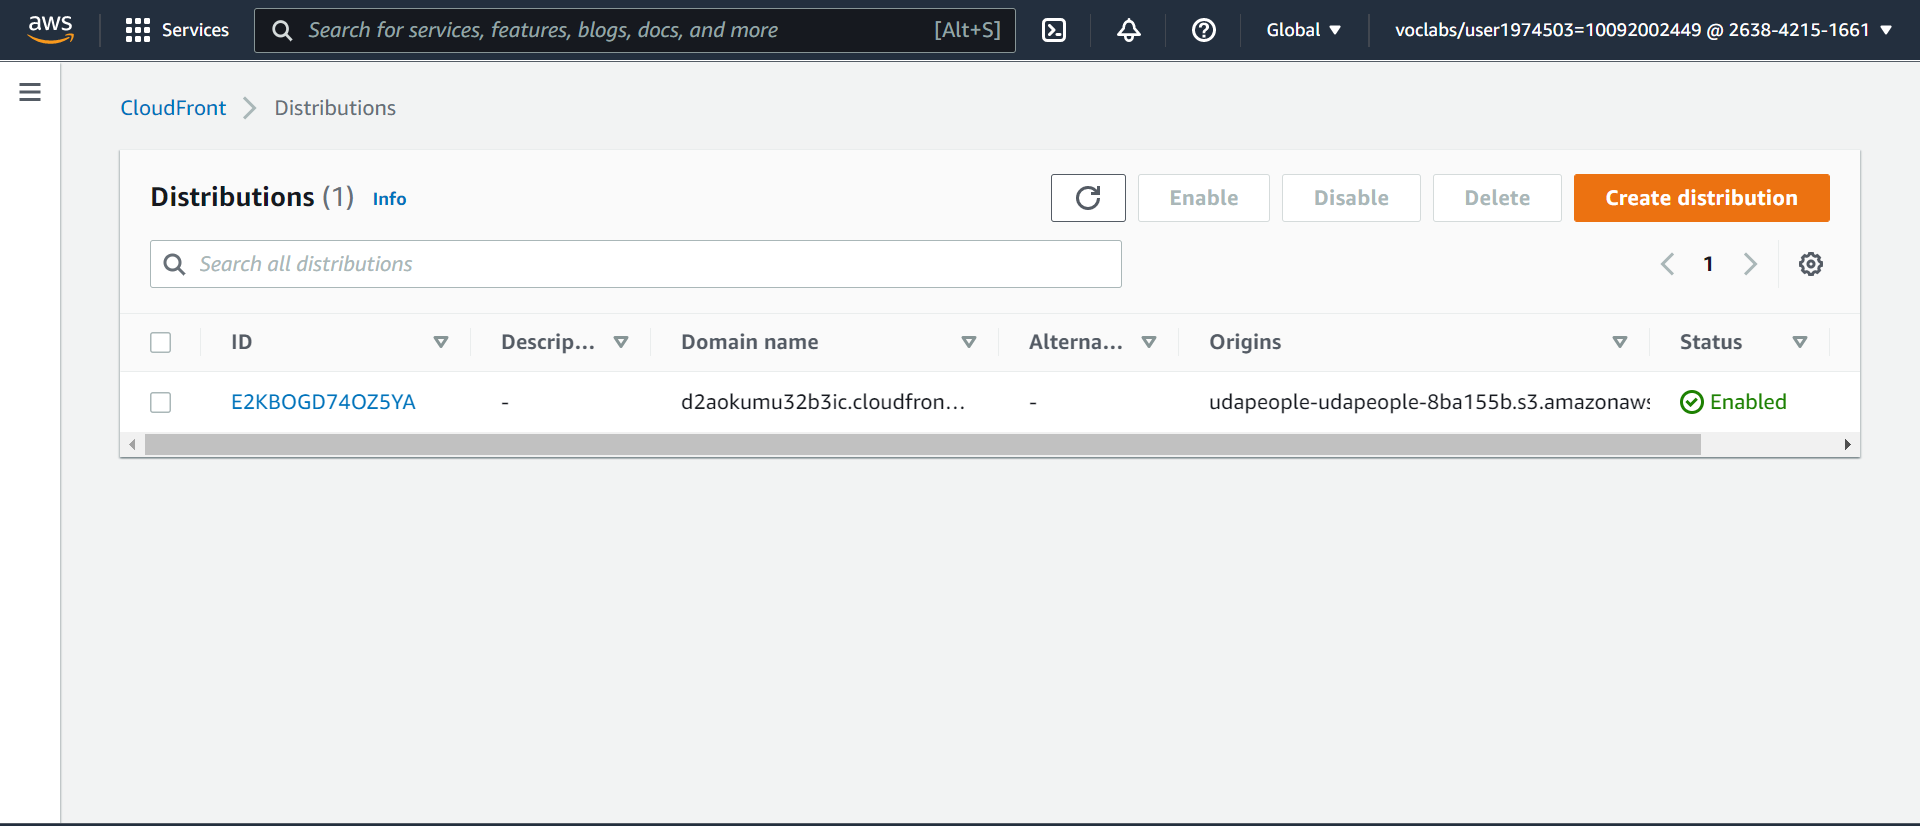 aws
Services
Search for services, features, blogs, docs, and more
[Alt+S]
Global
voclabs/user1974503=10092002449 @ 2638-4215-1661
CloudFront
Distributions
Distributions (1) Info
Enable
Disable
Delete
Create distribution
Search all distributions
1
ID
Descrip...
Domain name
Alterna...
Origins
Status
E2KBOGD74OZ5YA
-
d2aokumu32b3ic.cloudfron...
-
udapeople-udapeople-8ba155b.s3.amazonaws
Enabled